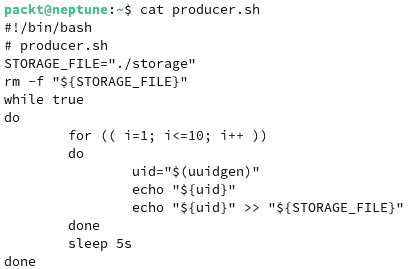 packt@neptune:~$ cat producer.sh
#!/bin/bash
# producer.sh
STORAGE_FILE="./storage"
rm -f "${STORAGE_FILE}"
while true
do
        for (( i=1; i<=10; i++ ))
        do
                uid="$(uuidgen)"
                echo "${uid}"
                echo "${uid}" >> "${STORAGE_FILE}"
        done
        sleep 5s
done